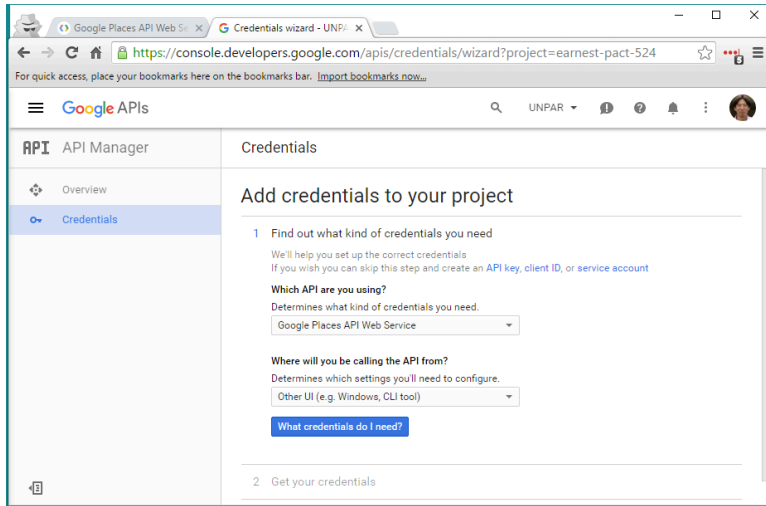 Google Places API Web Se
Credentials wizard - UNPA
https://console.developers.google.com/apis/credentials/wizard?project=earnest-pact-524
5
For quick access, place your bookmarks here on the bookmarks bar. Import bookmarks now...
Google APIs
UNPAR
API API Manager
Credentials
Overview
Credentials
Add credentials to your project
1 Find out what kind of credentials you need
We'll help you set up the correct credentials
If you wish you can skip this step and create an API key, client ID, or service account
Which API are you using?
Determines what kind of credentials you need.
Google Places API Web Service
Where will you be calling the API from?
Determines which settings you'll need to configure.
Other UI (e.g. Windows, CLI tool)
What credentials do I need?
2 Get your credentials